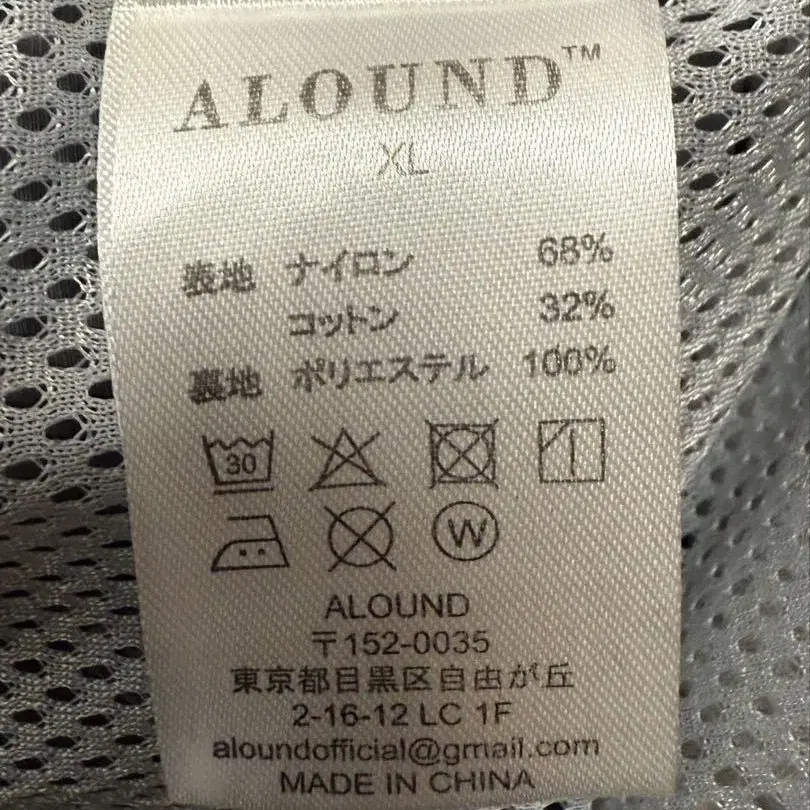 ALOUND™
XL
表地 ナイロン 68%
コットン 32%
裏地 ポリエステル 100%
30
W
ALOUND
〒152-0035
東京都目黒区自由が丘
2-16-12 LC 1F
aloundofficial@gmail.com
MADE IN CHINA